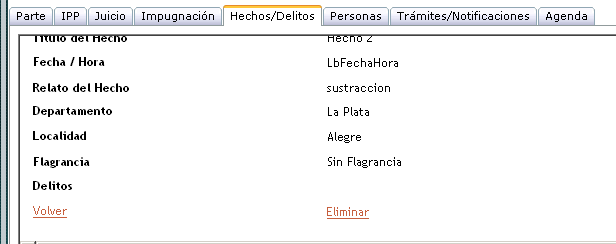 Parte IPP Juicio Impugnación Hechos/Delitos Personas Trámites/Notificaciones Agenda
Título del Hecho Hecho 2
Fecha / Hora LbFechaHora
Relato del Hecho sustraccion
Departamento La Plata
Localidad Alegre
Flagrancia Sin Flagrancia
Delitos
Volver Eliminar